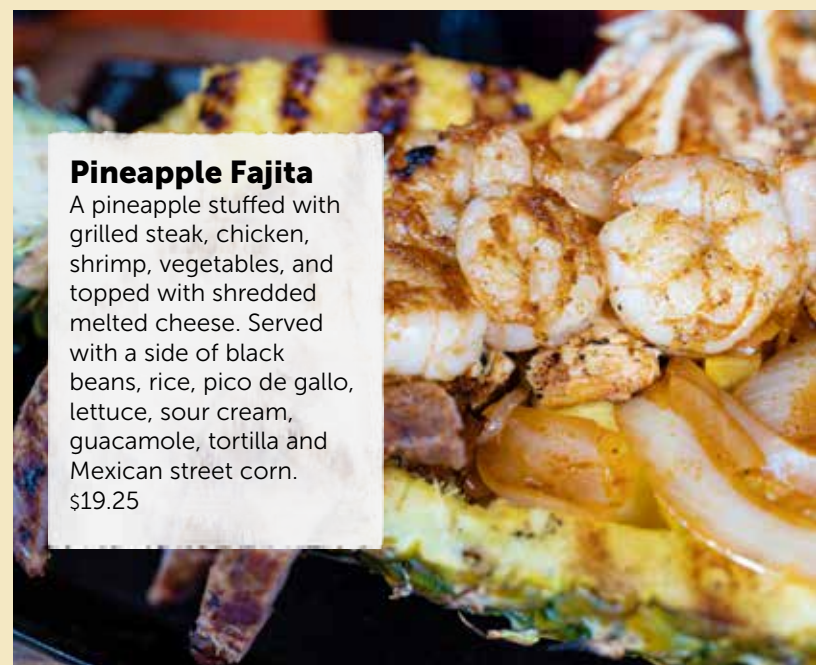 Pineapple Fajita
A pineapple stuffed with
grilled steak, chicken,
shrimp, vegetables, and
topped with shredded
melted cheese. Served
with a side of black
beans, rice, pico de gallo,
lettuce, sour cream,
guacamole, tortilla and
Mexican street corn.
$19.25